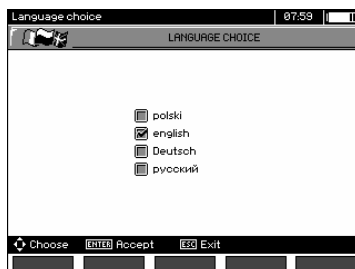 Language choice 07:59
LANGUAGE CHOICE
polski
english
Deutsch
русский
Choose ENTER Accept ESC Exit